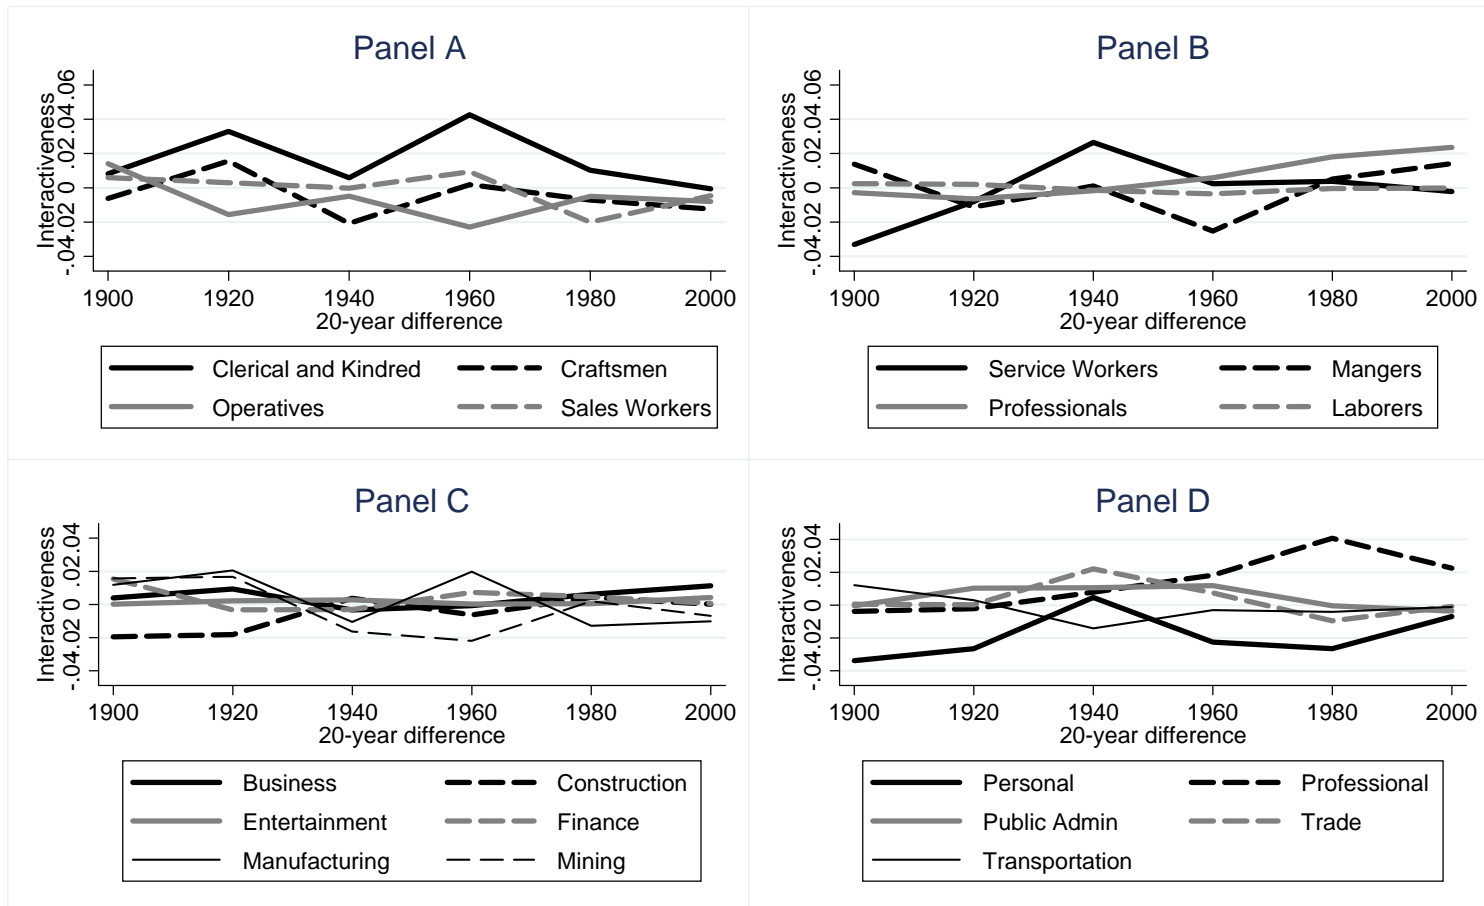 Panel A
Interactiveness
-.04 -.02 0 .02 .04 .06
1900 1920 1940 1960 1980 2000
20-year difference
Clerical and Kindred Craftsmen
Operatives Sales Workers
Panel B
Interactiveness
-.04 -.02 0 .02 .04 .06
1900 1920 1940 1960 1980 2000
20-year difference
Service Workers Mangers
Professionals Laborers
Panel C
Interactiveness
-.04 -.02 0 .02 .04
1900 1920 1940 1960 1980 2000
20-year difference
Business Construction
Entertainment Finance
Manufacturing Mining
Panel D
Interactiveness
-.04 -.02 0 .02 .04
1900 1920 1940 1960 1980 2000
20-year difference
Personal Professional
Public Admin Trade
Transportation